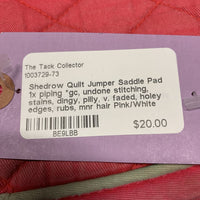 The Tack Collector
1003729-73
Shedrow Quilt Jumper Saddle Pad
1x piping *gc, undone stitching,
stains, dingy, pilly, v. faded, holey
edges, rubs, mnr hair Pink/White
BE9LBB
$20.00